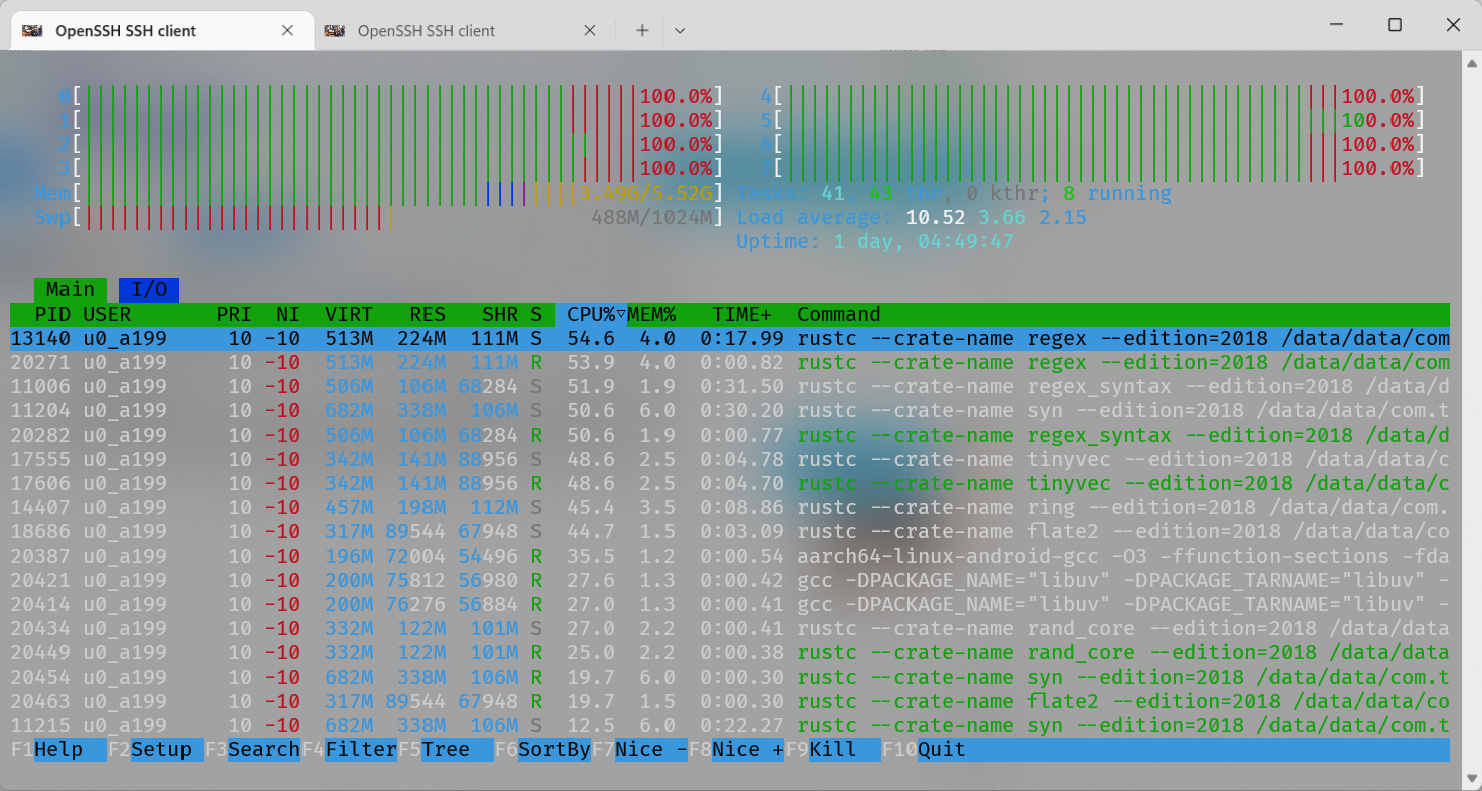 OpenSSH SSH client OpenSSH SSH client
0[100.0%] 4[100.0%]
1[100.0%] 5[100.0%]
2[100.0%] 6[100.0%]
3[100.0%] 7[100.0%]
Mem[3.49G/5.52G] Tasks: 41, 43 thr, 0 kthr; 8 running
Swp[488M/1024M] Load average: 10.52 3.66 2.15
Uptime: 1 day, 04:49:47
Main I/O
PID USER PRI NI VIRT RES SHR S CPU%▽MEM% TIME+ Command
13140 u0_a199 10 -10 513M 224M 111M S 54.6 4.0 0:17.99 rustc --crate-name regex --edition=2018 /data/data/com
20271 u0_a199 10 -10 513M 224M 111M R 53.9 4.0 0:00.82 rustc --crate-name regex --edition=2018 /data/data/com
11006 u0_a199 10 -10 506M 106M 68284 S 51.9 1.9 0:31.50 rustc --crate-name regex_syntax --edition=2018 /data/d
11204 u0_a199 10 -10 682M 338M 106M S 50.6 6.0 0:30.20 rustc --crate-name syn --edition=2018 /data/data/com.t
20282 u0_a199 10 -10 506M 106M 68284 R 50.6 1.9 0:00.77 rustc --crate-name regex_syntax --edition=2018 /data/d
17555 u0_a199 10 -10 342M 141M 88956 S 48.6 2.5 0:04.78 rustc --crate-name tinyvec --edition=2018 /data/data/c
17606 u0_a199 10 -10 342M 141M 88956 R 48.6 2.5 0:04.70 rustc --crate-name tinyvec --edition=2018 /data/data/c
14407 u0_a199 10 -10 457M 198M 112M S 45.4 3.5 0:08.86 rustc --crate-name ring --edition=2018 /data/data/com.
18686 u0_a199 10 -10 317M 89544 67948 S 44.7 1.5 0:03.09 rustc --crate-name flate2 --edition=2018 /data/data/co
20387 u0_a199 10 -10 196M 72004 54496 R 35.5 1.2 0:00.54 aarch64-linux-android-gcc -O3 -ffunction-sections -fda
20421 u0_a199 10 -10 200M 75812 56980 R 27.6 1.3 0:00.42 gcc -DPACKAGE_NAME="libuv" -DPACKAGE_TARNAME="libuv" -
20414 u0_a199 10 -10 200M 76276 56884 R 27.0 1.3 0:00.41 gcc -DPACKAGE_NAME="libuv" -DPACKAGE_TARNAME="libuv" -
20434 u0_a199 10 -10 332M 122M 101M S 27.0 2.2 0:00.41 rustc --crate-name rand_core --edition=2018 /data/data
20449 u0_a199 10 -10 332M 122M 101M R 25.0 2.2 0:00.38 rustc --crate-name rand_core --edition=2018 /data/data
20454 u0_a199 10 -10 682M 338M 106M R 19.7 6.0 0:00.30 rustc --crate-name syn --edition=2018 /data/data/com.t
20463 u0_a199 10 -10 317M 89544 67948 R 19.7 1.5 0:00.30 rustc --crate-name flate2 --edition=2018 /data/data/co
11215 u0_a199 10 -10 682M 338M 106M S 12.5 6.0 0:22.27 rustc --crate-name syn --edition=2018 /data/data/com.t
F1Help F2Setup F3Search F4Filter F5Tree F6SortBy F7Nice - F8Nice + F9Kill F10Quit